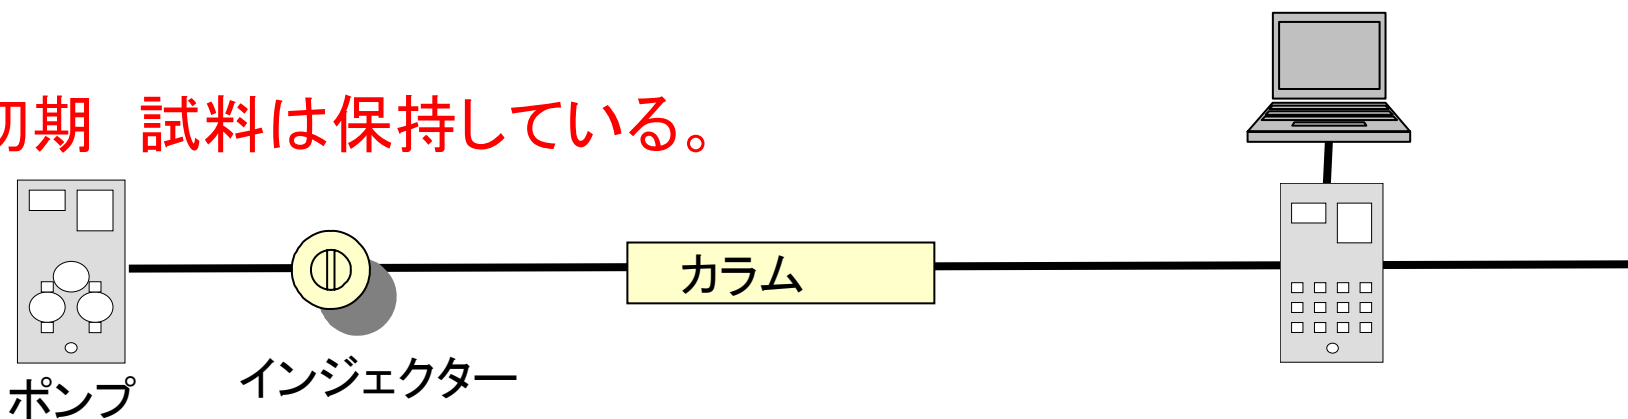 初期　試料は保持している。
カラム
インジェクター
ポンプ